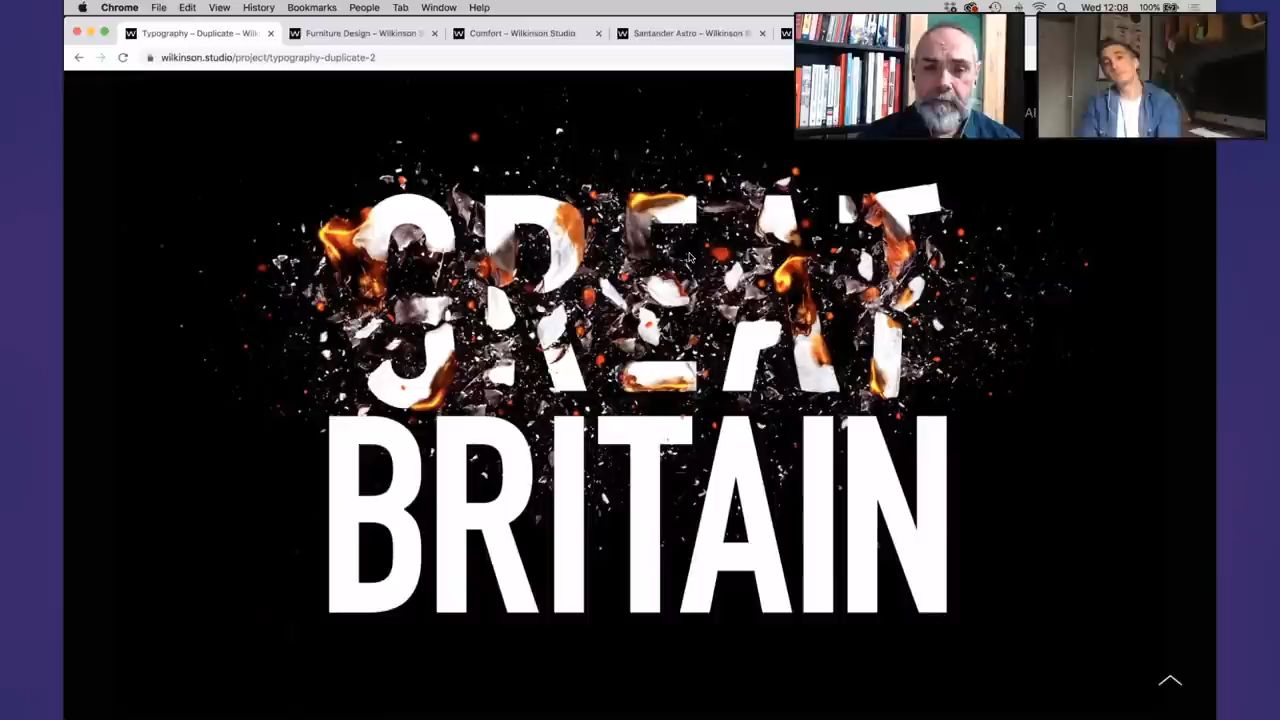 Chrome File Edit View History Bookmarks People Tab Window Help Wed 12:08 100%
Typography – Duplicate – Wilk Furniture Design – Wilkinson S Comfort – Wilkinson Studio Santander Astro – Wilkinson S
wilkinson.studio/project/typography-duplicate-2
GREAT
BRITAIN